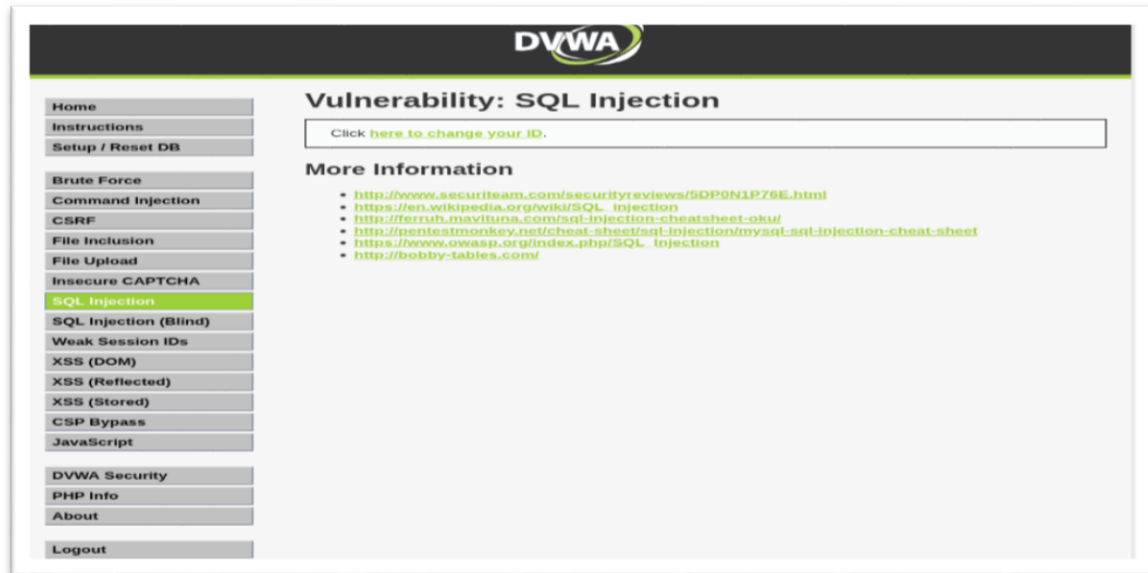 DVWA
Home
Instructions
Setup / Reset DB
Brute Force
Command Injection
CSRF
File Inclusion
File Upload
Insecure CAPTCHA
SQL Injection
SQL Injection (Blind)
Weak Session IDs
XSS (DOM)
XSS (Reflected)
XSS (Stored)
CSP Bypass
JavaScript
DVWA Security
PHP Info
About
Logout
Vulnerability: SQL Injection
Click here to change your ID.
More Information
http://www.securiteam.com/securityreviews/5DP0N1P76E.html
https://en.wikipedia.org/wiki/SQL_injection
http://ferruh.mavituna.com/sql-injection-cheatsheet-oku/
http://pentestmonkey.net/cheat-sheet/sql-injection/mysql-sql-injection-cheat-sheet
https://www.owasp.org/index.php/SQL_Injection
http://bobby-tables.com/